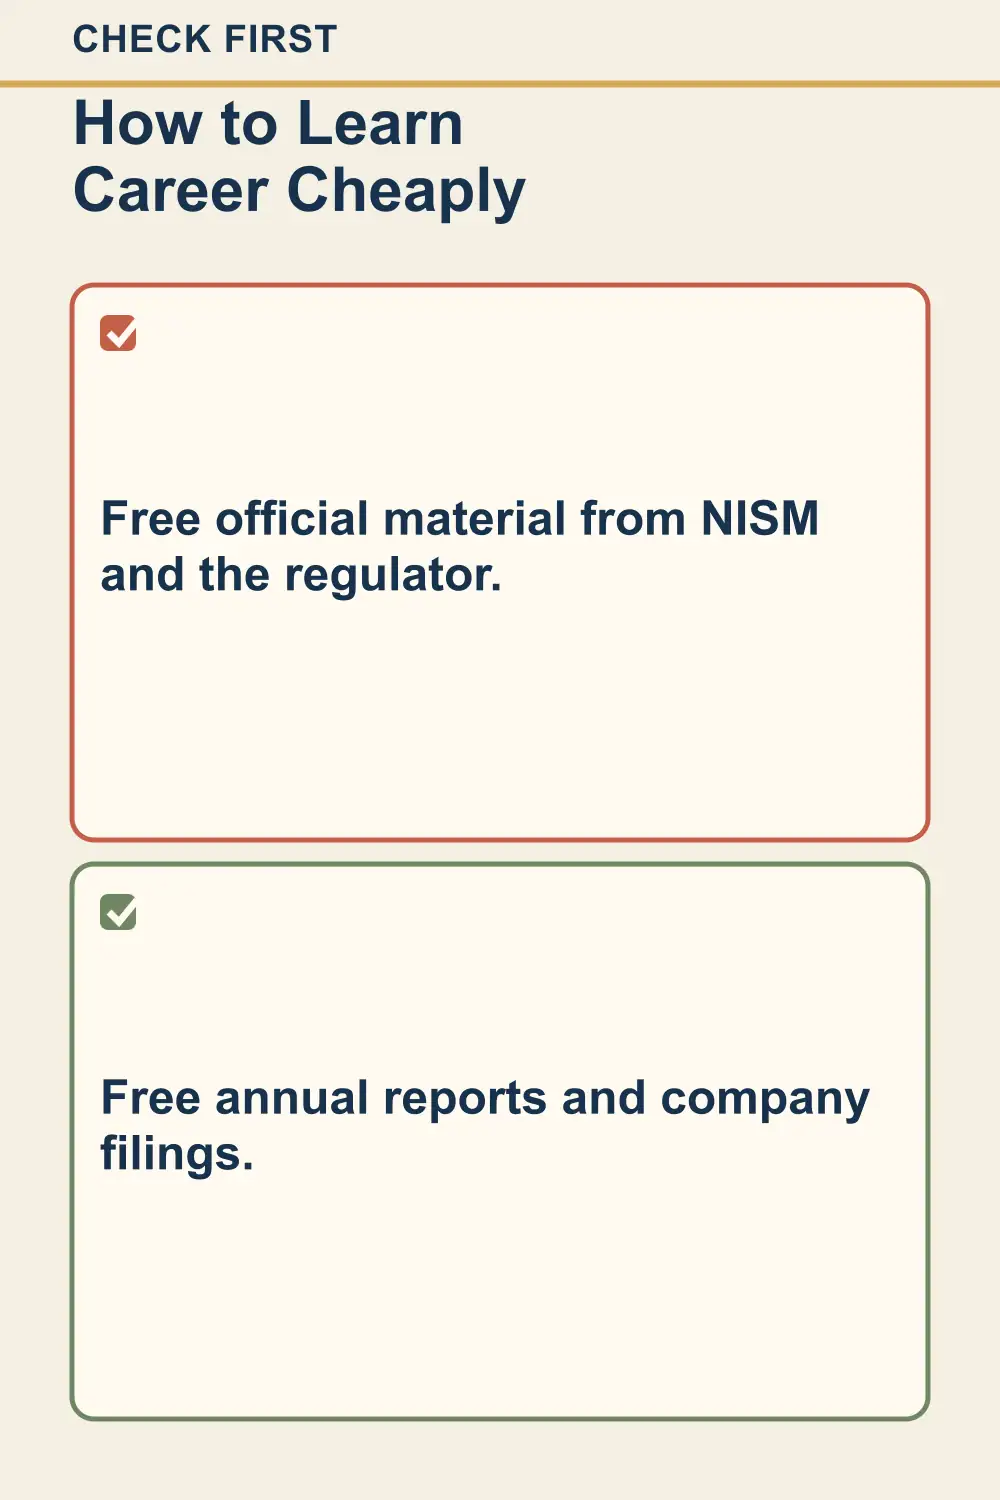 CHECK FIRST
How to Learn
Career Cheaply
Free official material from NISM
and the regulator.
Free annual reports and company
filings.